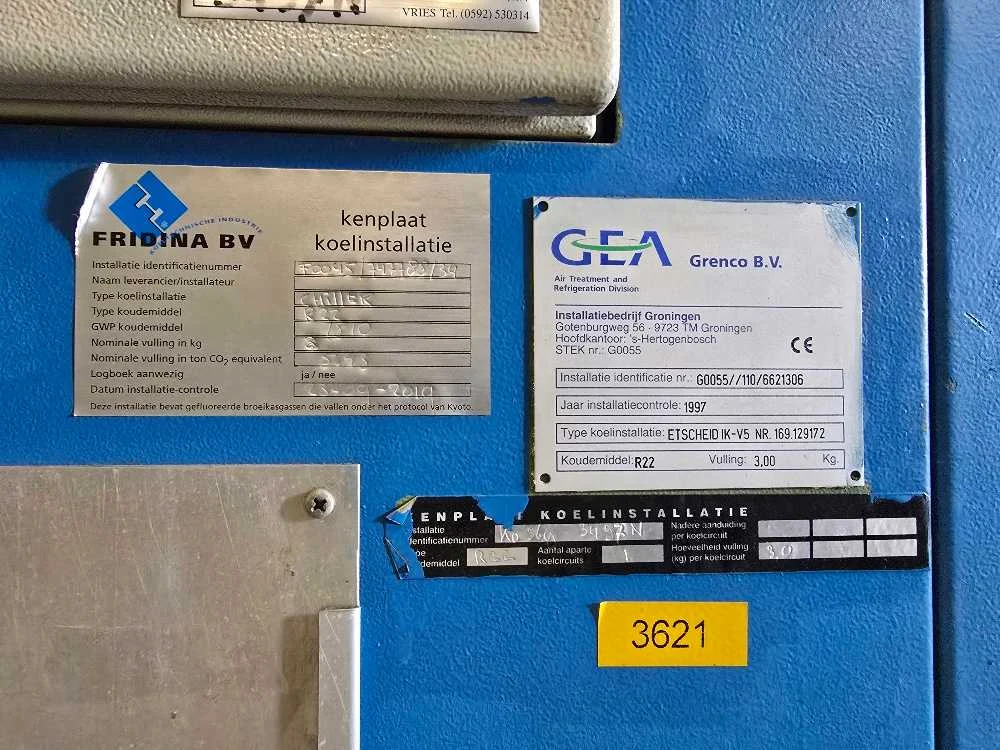 VRIES Tel. (0592) 530314
FRIDINA BV
kenplaat
koelinstallatie
Installatie identificatienummer
Naam leverancier/installateur
Type koelinstallatie CHILLER
Type koudemiddel R22
GWP koudemiddel
Nominale vulling in kg
Nominale vulling in ton CO2 equivalent
Logboek aanwezig ja / nee
Datum installatie-controle
Deze installatie bevat gefluoreerde broeikasgassen die vallen onder het protocol van Kyoto.
GEA Grenco B.V.
Air Treatment and
Refrigeration Division
Installatiebedrijf Groningen
Gotenburgweg 56 - 9723 TM Groningen
Hoofdkantoor: 's-Hertogenbosch
STEK nr.: G0055
CE
Installatie identificatie nr.: G0055//110/6621306
Jaar installatiecontrole: 1997
Type koelinstallatie: ETSCHEID IK-V5 NR. 169.129172
Koudemiddel: R22 Vulling: 3,00 Kg.
KOELINSTALLATIE
Nadere aanduiding
per koelcircuit
Aantal aparte
koelcircuits 1
Hoeveelheid vulling
(kg) per koelcircuit
3621